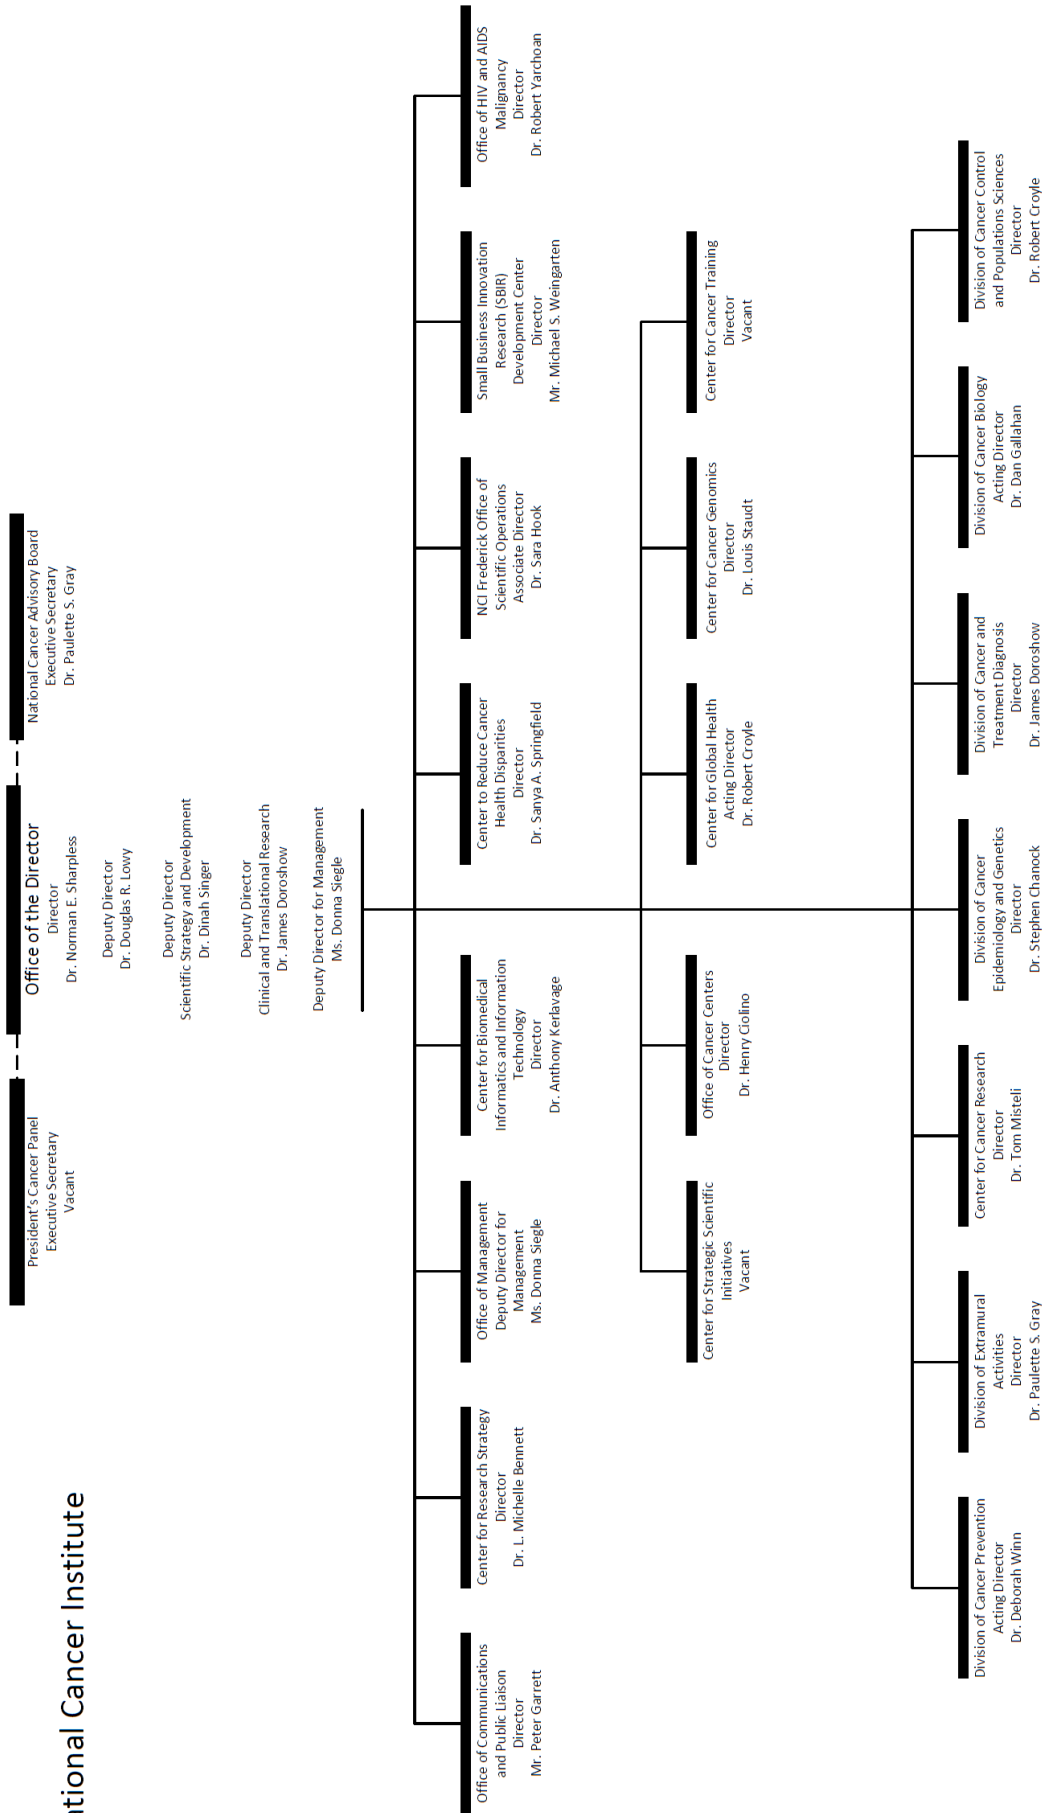 ational Cancer Institute
President's Cancer Panel
Executive Secretary
Vacant
Office of the Director
Director
Dr. Norman E. Sharpless
Deputy Director
Dr. Douglas R. Lowy
Deputy Director
Scientific Strategy and Development
Dr. Dinah Singer
Deputy Director
Clinical and Translational Research
Dr. James Doroshow
Deputy Director for Management
Ms. Donna Siegle
National Cancer Advisory Board
Executive Secretary
Dr. Paulette S. Gray
Office of Communications
and Public Liaison
Director
Mr. Peter Garrett
Center for Research Strategy
Director
Dr. L. Michelle Bennett
Office of Management
Deputy Director for
Management
Ms. Donna Siegle
Center for Biomedical
Informatics and Information
Technology
Director
Dr. Anthony Kerlavage
Center to Reduce Cancer
Health Disparities
Director
Dr. Sanya A. Springfield
NCI Frederick Office of
Scientific Operations
Associate Director
Dr. Sara Hook
Small Business Innovation
Research (SBIR)
Development Center
Director
Mr. Michael S. Weingarten
Office of HIV and AIDS
Malignancy
Director
Dr. Robert Yarchoan
Center for Strategic Scientific
Initiatives
Vacant
Office of Cancer Centers
Director
Dr. Henry Ciolino
Center for Global Health
Acting Director
Dr. Robert Croyle
Center for Cancer Genomics
Director
Dr. Louis Staudt
Center for Cancer Training
Director
Vacant
Division of Cancer Prevention
Acting Director
Dr. Deborah Winn
Division of Extramural
Activities
Director
Dr. Paulette S. Gray
Center for Cancer Research
Director
Dr. Tom Misteli
Division of Cancer
Epidemiology and Genetics
Director
Dr. Stephen Chanock
Division of Cancer and
Treatment Diagnosis
Director
Dr. James Doroshow
Division of Cancer Biology
Acting Director
Dr. Dan Gallahan
Division of Cancer Control
and Populations Sciences
Director
Dr. Robert Croyle